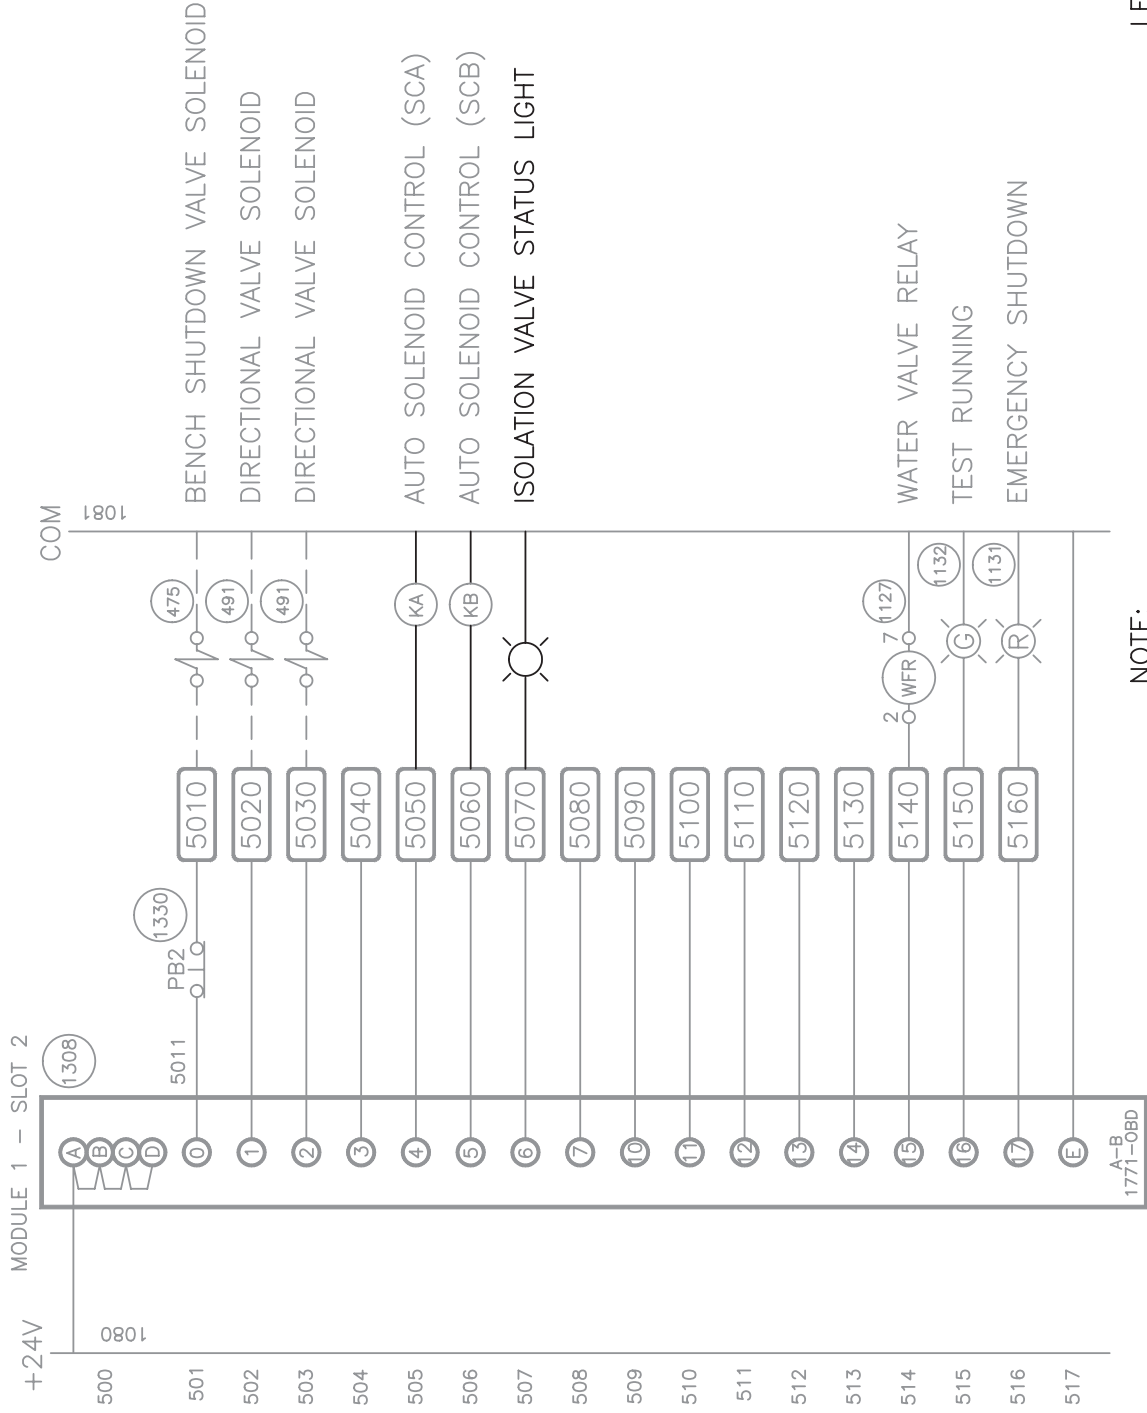 +24V
MODULE 1 – SLOT 2
COM
1080
1308
1081
500
A
B
C
D
501
0
5011
PB2
1330
5010
475
BENCH SHUTDOWN VALVE SOLENOID
502
1
5020
491
DIRECTIONAL VALVE SOLENOID
503
2
5030
491
DIRECTIONAL VALVE SOLENOID
504
3
5040
505
4
5050
KA
AUTO SOLENOID CONTROL (SCA)
506
5
5060
KB
AUTO SOLENOID CONTROL (SCB)
507
6
5070
ISOLATION VALVE STATUS LIGHT
508
7
5080
509
10
5090
510
11
5100
511
12
5110
512
13
5120
513
14
5130
514
15
5140
2
WFR
7
1127
WATER VALVE RELAY
515
16
5150
G
1132
TEST RUNNING
516
17
5160
R
1131
EMERGENCY SHUTDOWN
517
E
A–B
1771–OBD
NOTE: